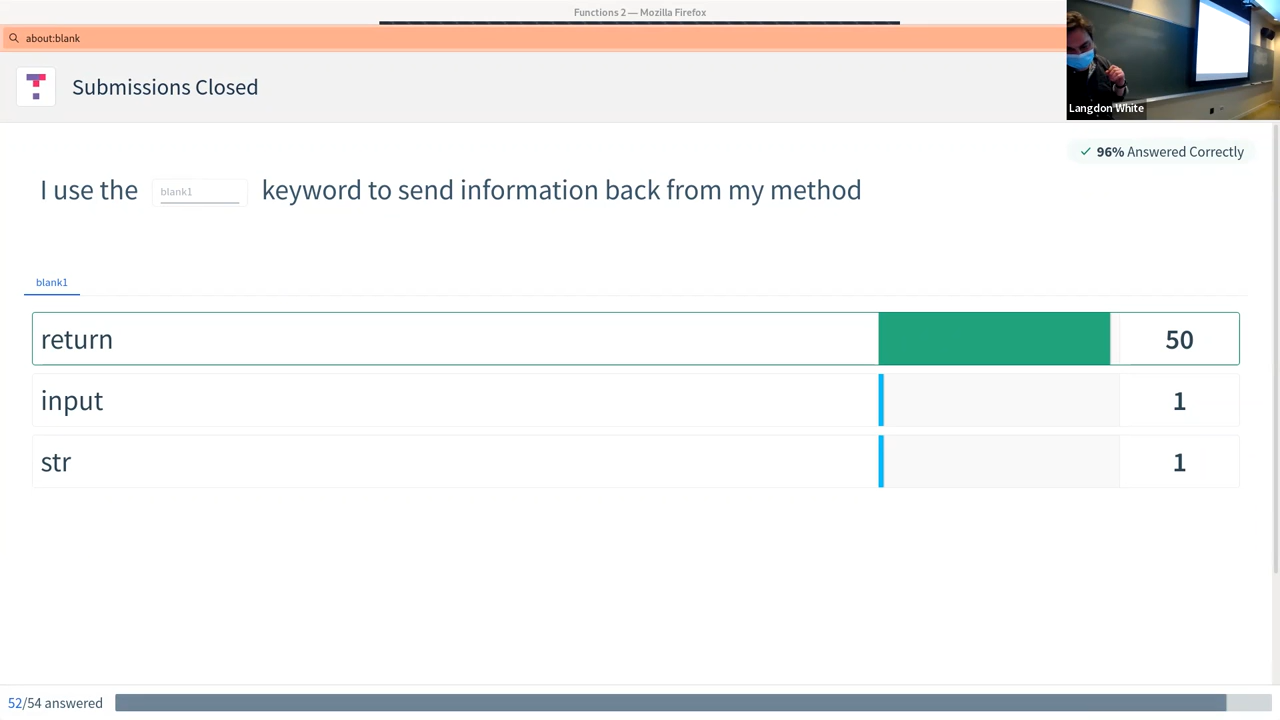 Functions 2 — Mozilla Firefox
about:blank
Submissions Closed
Langdon White
96% Answered Correctly
I use the blank1 keyword to send information back from my method
blank1
return 50
input 1
str 1
52/54 answered